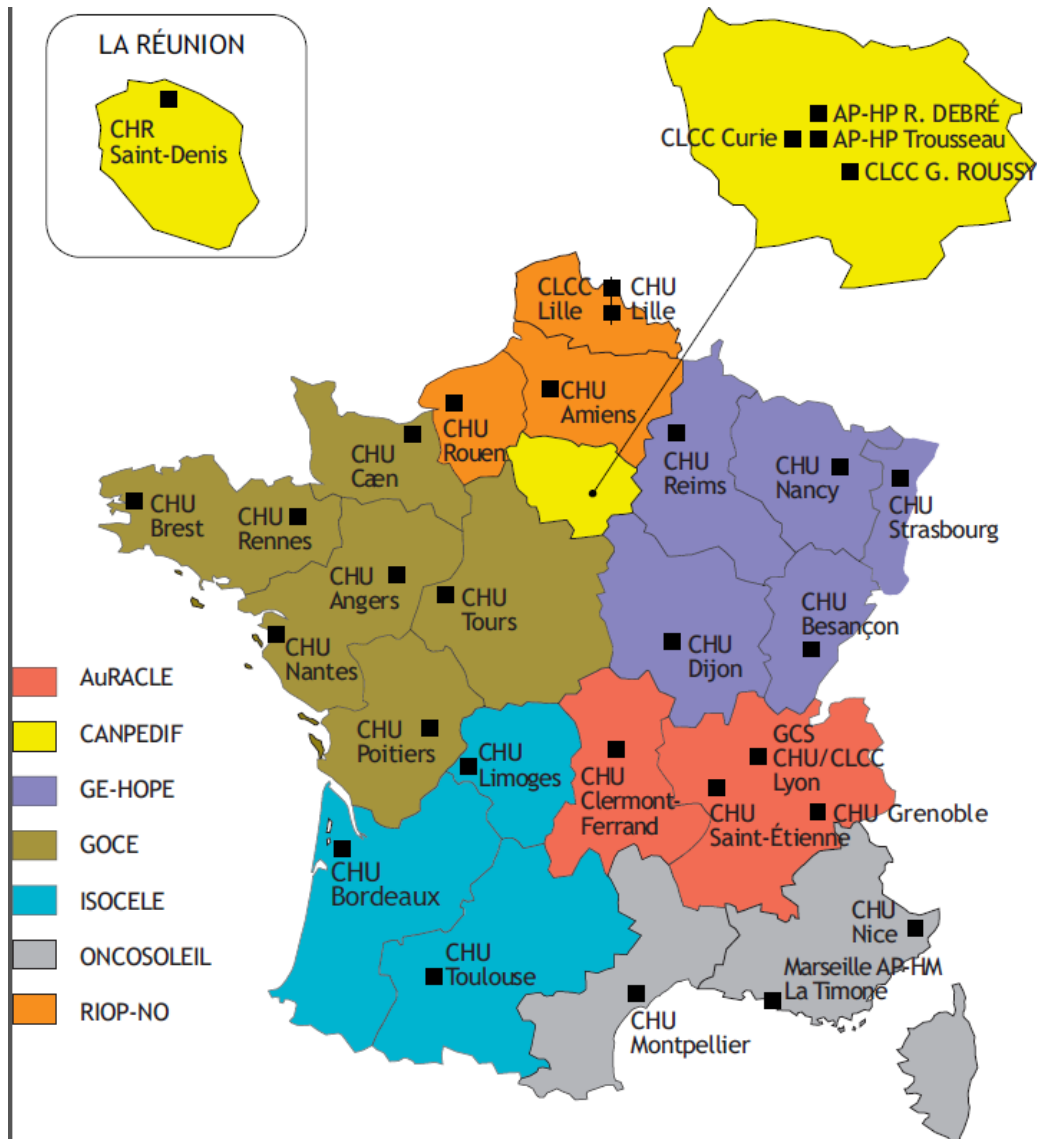 LA RÉUNION
CHR
Saint-Denis
AP-HP R. DEBRÉ
CLCC Curie
AP-HP Trousseau
CLCC G. ROUSSY
CLCC
Lille
CHU
Lille
CHU
Amiens
CHU
Rouen
CHU
Cæn
CHU
Reims
CHU
Nancy
CHU
Strasbourg
CHU
Brest
CHU
Rennes
CHU
Angers
CHU
Tours
CHU
Besançon
CHU
Nantes
CHU
Dijon
AuRACLE
CANPEDIF
GE-HOPE
GOCE
ISOCELE
ONCOSOLEIL
RIOP-NO
CHU
Poitiers
CHU
Limoges
CHU
Clermont-
Ferrand
GCS
CHU/CLCC
Lyon
CHU
Saint-Étienne
CHU Grenoble
CHU
Bordeaux
CHU
Toulouse
CHU
Nice
Marseille AP-HM
La Timone
CHU
Montpellier